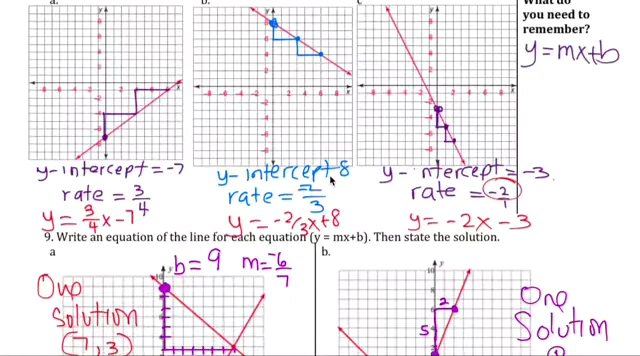 a.
b.
c
What do
you need to
remember?
y=mx+b
y-intercept=-7
rate = 3/4
y=3/4x-7
y-intercept 8
rate = -2/3
y=-2/3x+8
y-intercept=-3
rate = -2/1
y=-2x-3
9. Write an equation of the line for each equation (y = mx+b). Then state the solution.
a
b=9 m=-6/7
One
Solution
(7,3)
b.
2
5
One
Solution